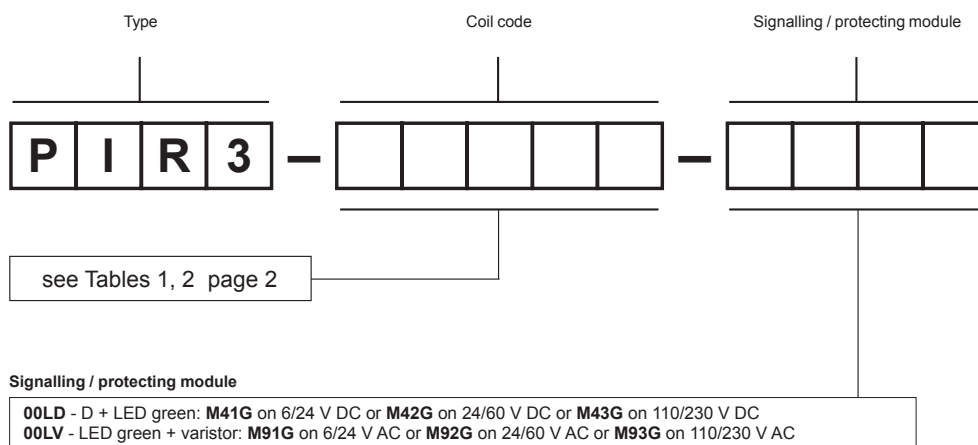 Type Coil code Signalling / protecting module
PIR3 – –
see Tables 1, 2 page 2
Signalling / protecting module
00LD - D + LED green: M41G on 6/24 V DC or M42G on 24/60 V DC or M43G on 110/230 V DC
00LV - LED green + varistor: M91G on 6/24 V AC or M92G on 24/60 V AC or M93G on 110/230 V AC